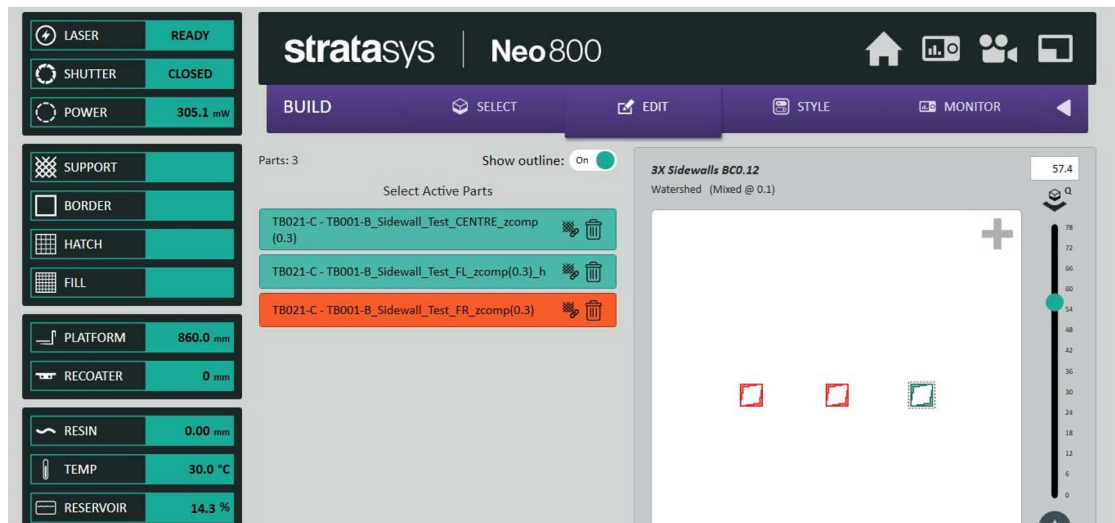 LASER READY
SHUTTER CLOSED
POWER 305.1 mW
SUPPORT
BORDER
HATCH
FILL
PLATFORM 860.0 mm
RECOATER 0 mm
RESIN 0.00 mm
TEMP 30.0 °C
RESERVOIR 14.3 %
stratasys | Neo800
BUILD SELECT EDIT STYLE MONITOR
Parts: 3 Show outline: On
Select Active Parts
TB021-C - TB001-B_Sidewall_Test_CENTRE_zcomp
(0.3)
TB021-C - TB001-B_Sidewall_Test_FL_zcomp(0.3)_h
TB021-C - TB001-B_Sidewall_Test_FR_zcomp(0.3)
3X Sidewalls BC0.12
Watershed (Mixed @ 0.1)
57.4
Q
78
72
66
60
54
48
42
36
30
24
18
12
6
0